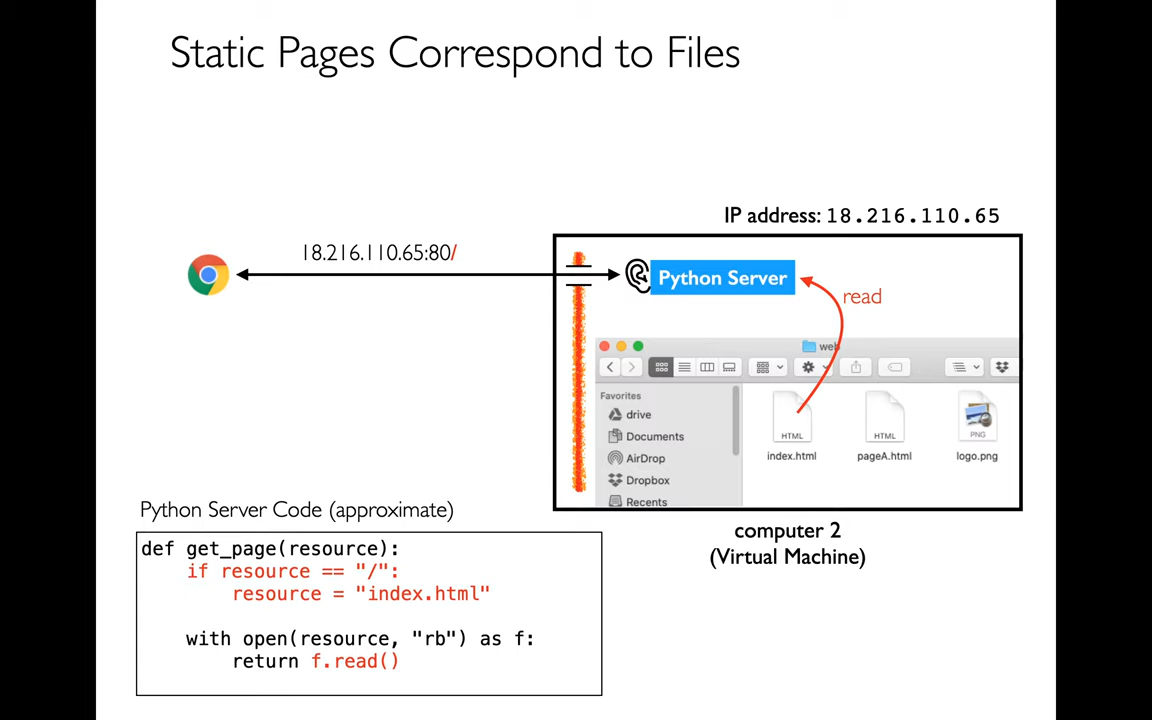 Static Pages Correspond to Files
IP address: 18.216.110.65
18.216.110.65:80/
Python Server
read
web
Favorites
drive
Documents
AirDrop
Dropbox
Recents
HTML
HTML
PNG
index.html
pageA.html
logo.png
computer 2
(Virtual Machine)
Python Server Code (approximate)
def get_page(resource):
if resource == "/":
resource = "index.html"
with open(resource, "rb") as f:
return f.read()